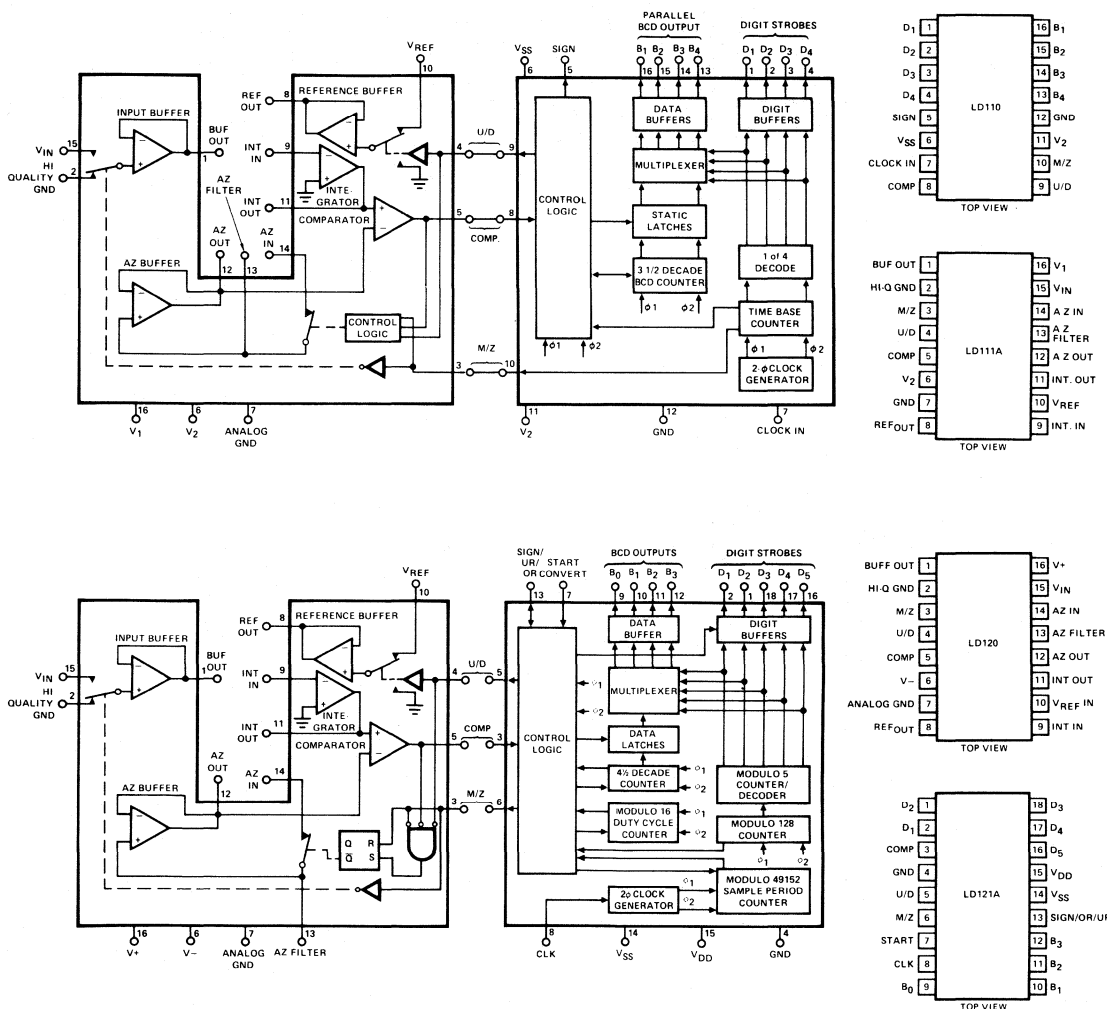 PARALLEL
BCD OUTPUT
DIGIT STROBES
VREF
10
VSS
6
SIGN
5
B1 B2 B3 B4
16 15 14 13
D1 D2 D3 D4
1 2 3 4
REF OUT
8
REFERENCE BUFFER
INPUT BUFFER
BUF OUT
1
15
VIN
HI QUALITY GND
2
INT IN
9
INTE-
GRATOR
AZ FILTER
INT OUT
11
COMPARATOR
AZ OUT
12
13
AZ IN
14
AZ BUFFER
CONTROL LOGIC
U/D
4
9
5
8
COMP.
M/Z
3
10
CONTROL LOGIC
DATA BUFFERS
DIGIT BUFFERS
MULTIPLEXER
STATIC LATCHES
3 1/2 DECADE BCD COUNTER
1 of 4 DECODE
φ1 φ2
TIME BASE COUNTER
φ1 φ2
φ1 φ2
2-φ CLOCK GENERATOR
16
V1
6
V2
7
ANALOG GND
11
V2
12
GND
7
CLOCK IN
D1 1
D2 2
D3 3
D4 4
SIGN 5
VSS 6
CLOCK IN 7
COMP 8
LD110
16 B1
15 B2
14 B3
13 B4
12 GND
11 V2
10 M/Z
9 U/D
TOP VIEW
BUF OUT 1
HI-Q GND 2
M/Z 3
U/D 4
COMP 5
V2 6
GND 7
REFOUT 8
LD111A
16 V1
15 VIN
14 A Z IN
13 A Z FILTER
12 AZ OUT
11 INT. OUT
10 VREF
9 INT. IN
TOP VIEW
SIGN/
UR/
OR
13
START
CONVERT
7
BCD OUTPUTS
B0 B1 B2 B3
9 10 11 12
DIGIT STROBES
D1 D2 D3 D4 D5
2 1 18 17 16
VREF
10
REF OUT
8
REFERENCE BUFFER
INPUT BUFFER
BUF OUT
1
15
VIN
HI QUALITY GND
2
INT IN
9
INTE-
GRATOR
INT OUT
11
COMPARATOR
AZ OUT
12
AZ IN
14
AZ BUFFER
Q R
Q̅ S
U/D
4
5
COMP
5
3
M/Z
3
6
CONTROL LOGIC
DATA BUFFER
DIGIT BUFFERS
φ1
φ2
MULTIPLEXER
DATA LATCHES
4½ DECADE COUNTER
φ1
φ2
MODULO 16 DUTY CYCLE COUNTER
φ1
φ2
MODULO 5 COUNTER/ DECODER
MODULO 128 COUNTER
φ1 φ2
2φ CLOCK GENERATOR
φ1
φ2
MODULO 49152 SAMPLE PERIOD COUNTER
16
V+
6
V−
7
ANALOG GND
13
AZ FILTER
8
CLK
14
VSS
15
VDD
4
GND
BUFF OUT 1
HI-Q GND 2
M/Z 3
U/D 4
COMP 5
V− 6
ANALOG GND 7
REFOUT 8
LD120
16 V+
15 VIN
14 AZ IN
13 AZ FILTER
12 AZ OUT
11 INT OUT
10 VREF IN
9 INT IN
TOP VIEW
D2 1
D1 2
COMP 3
GND 4
U/D 5
M/Z 6
START 7
CLK 8
B0 9
LD121A
18 D3
17 D4
16 D5
15 VDD
14 VSS
13 SIGN/OR/UR
12 B3
11 B2
10 B1
TOP VIEW